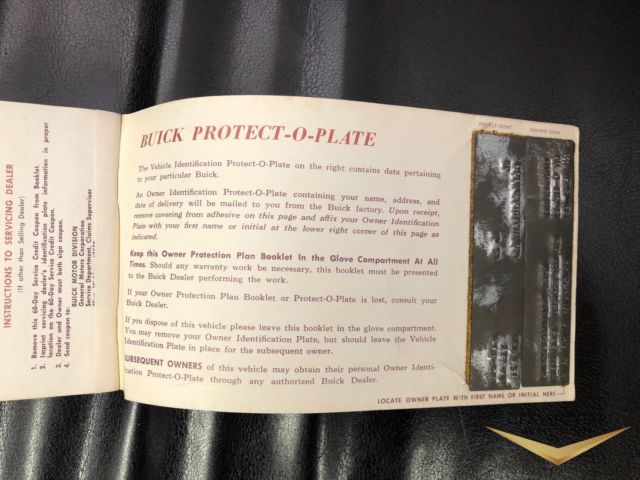 INSTRUCTIONS TO SERVICING DEALER
(If other than Selling Dealer)
1. Remove this 60-Day Service Credit Coupon from Booklet.
2. Imprint servicing dealer's identification plate information in proper
location on the 60-Day Service Credit Coupon.
3. Dealer and Owner must both sign coupon.
4. Send coupon to:
BUICK MOTOR DIVISION
General Motors Corporation
Service Department, Claims Supervisor
BUICK PROTECT-O-PLATE
VEHICLE IDENT
OWNER IDENT
The Vehicle Identification Protect-O-Plate on the right contains data pertaining
to your particular Buick.
An Owner Identification Protect-O-Plate containing your name, address, and
date of delivery will be mailed to you from the Buick factory. Upon receipt,
remove covering from adhesive on this page and affix your Owner Identification
Plate with your first name or initial at the lower right corner of this page as
indicated.
Keep this Owner Protection Plan Booklet In the Glove Compartment At All
Times. Should any warranty work be necessary, this booklet must be presented
to the Buick Dealer performing the work.
If your Owner Protection Plan Booklet or Protect-O-Plate is lost, consult your
Buick Dealer.
If you dispose of this vehicle please leave this booklet in the glove compartment.
You may remove your Owner Identification Plate, but should leave the Vehicle
Identification Plate in place for the subsequent owner.
SUBSEQUENT OWNERS of this vehicle may obtain their personal Owner Identi-
cation Protect-O-Plate through any authorized Buick Dealer.
LOCATE OWNER PLATE WITH FIRST NAME OR INITIAL HERE